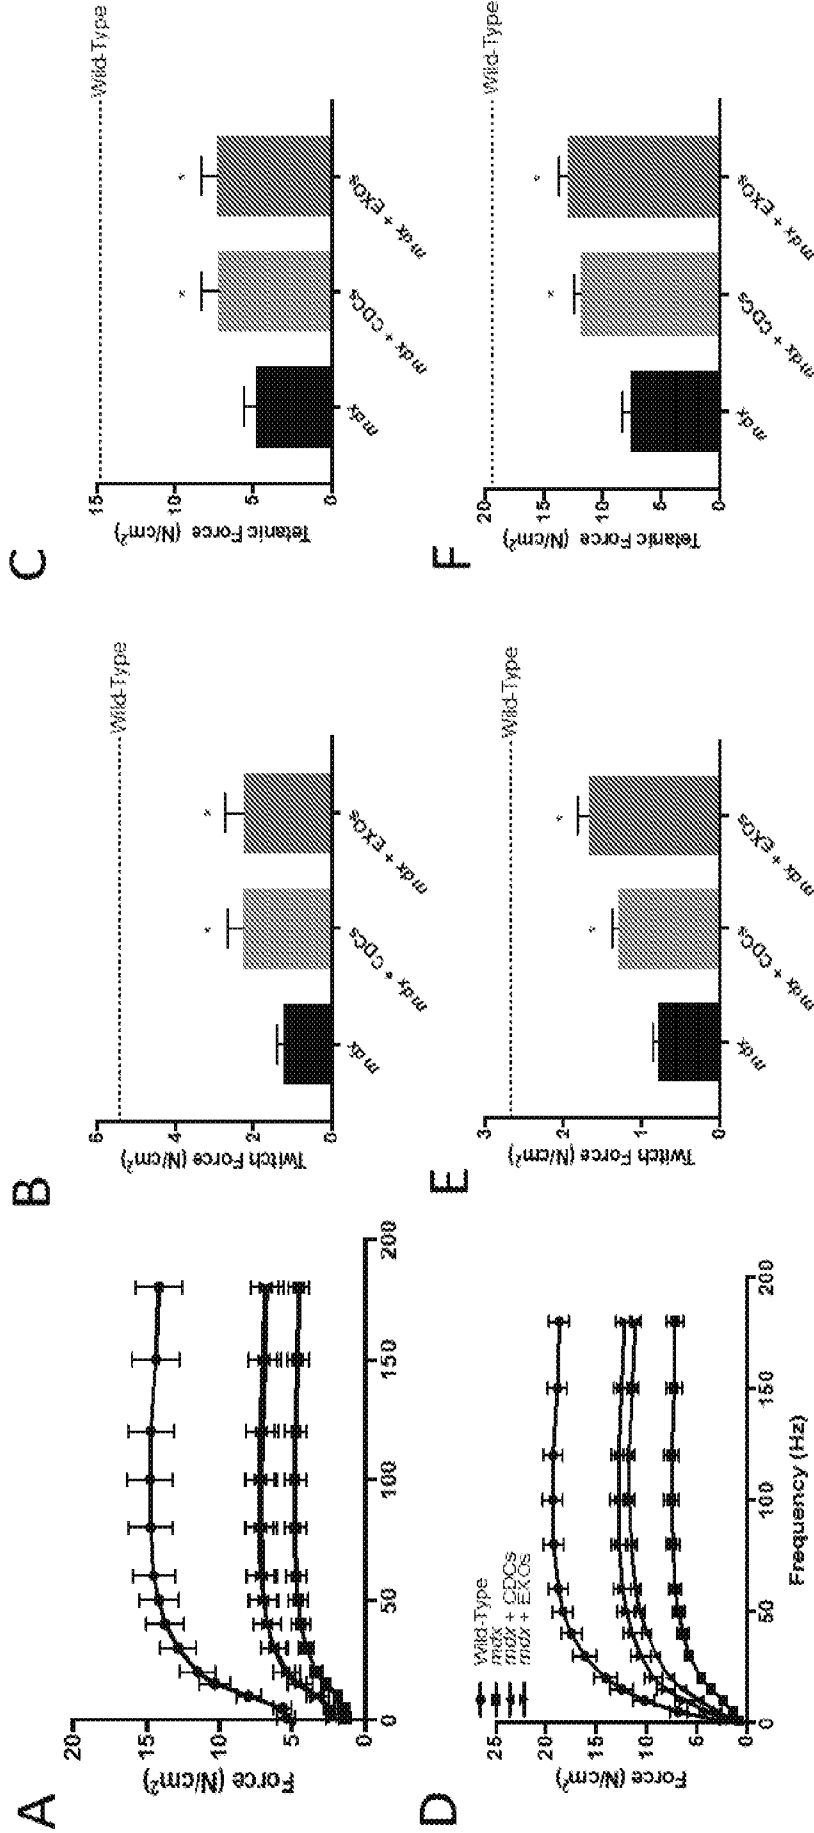 A
20
15
10
5
0
Force (N/cm²)
0
50
100
150
200
B
6
4
2
0
Twitch Force (N/cm²)
Wild-Type
*
*
mdx
mdx + CDCs
mdx + EXOs
C
15
10
5
0
Tetanic Force (N/cm²)
Wild-Type
*
*
mdx
mdx + CDCs
mdx + EXOs
D
25
20
15
10
5
0
Force (N/cm²)
Wild-Type
mdx
mdx + CDCs
mdx + EXOs
0
50
100
150
200
Frequency (Hz)
E
3
2
1
0
Twitch Force (N/cm²)
Wild-Type
*
*
mdx
mdx + CDCs
mdx + EXOs
F
20
15
10
5
0
Tetanic Force (N/cm²)
Wild-Type
*
*
mdx
mdx + CDCs
mdx + EXOs